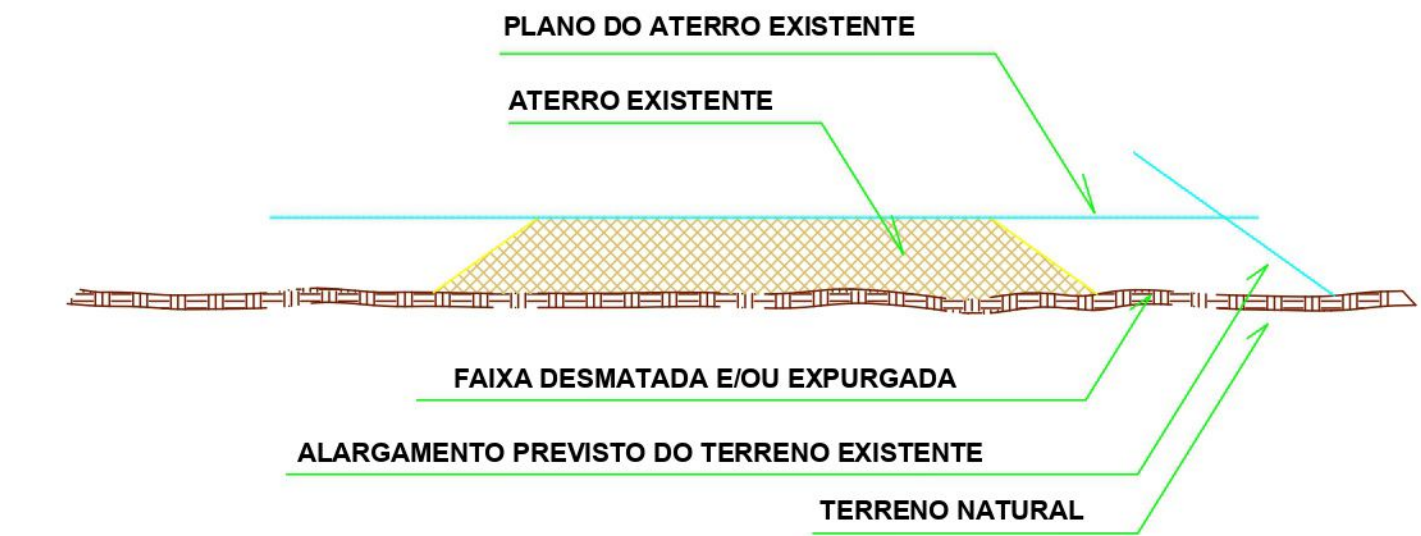 PLANO DO ATERRO EXISTENTE
ATERRO EXISTENTE
FAIXA DESMATADA E/OU EXPURGADA
ALARGAMENTO PREVISTO DO TERRENO EXISTENTE
TERRENO NATURAL